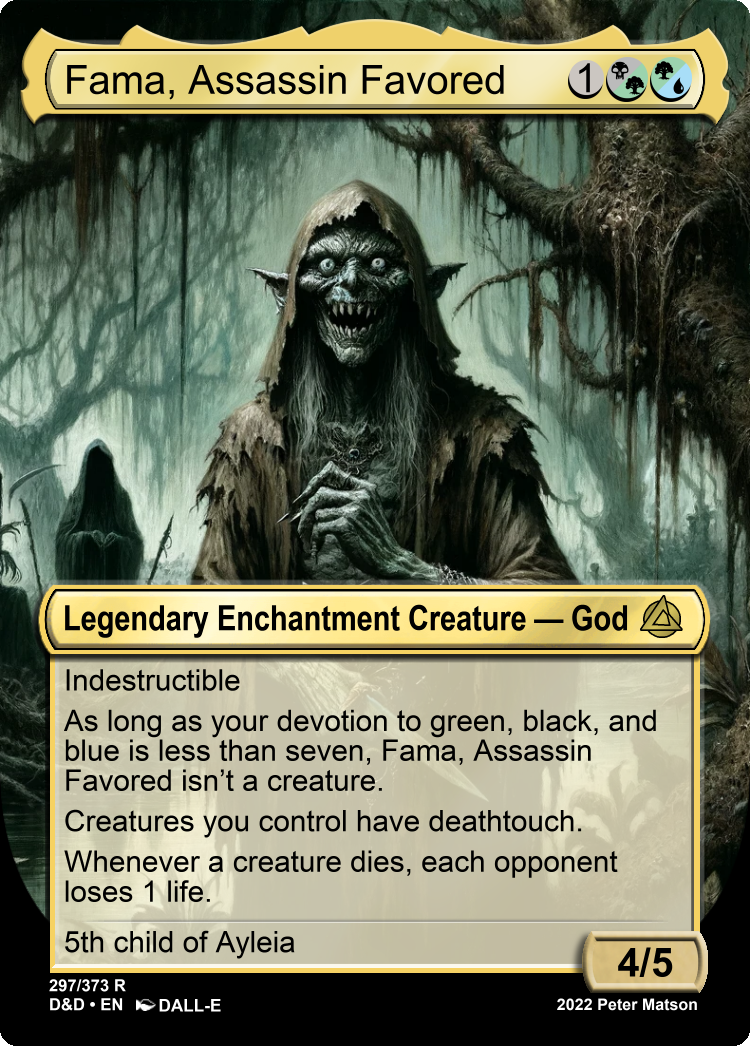 Fama, Assassin Favored 1
Legendary Enchantment Creature — God
Indestructible
As long as your devotion to green, black, and
blue is less than seven, Fama, Assassin
Favored isn't a creature.
Creatures you control have deathtouch.
Whenever a creature dies, each opponent
loses 1 life.
5th child of Ayleia
4/5
297/373 R
D&D • EN DALL-E
2022 Peter Matson